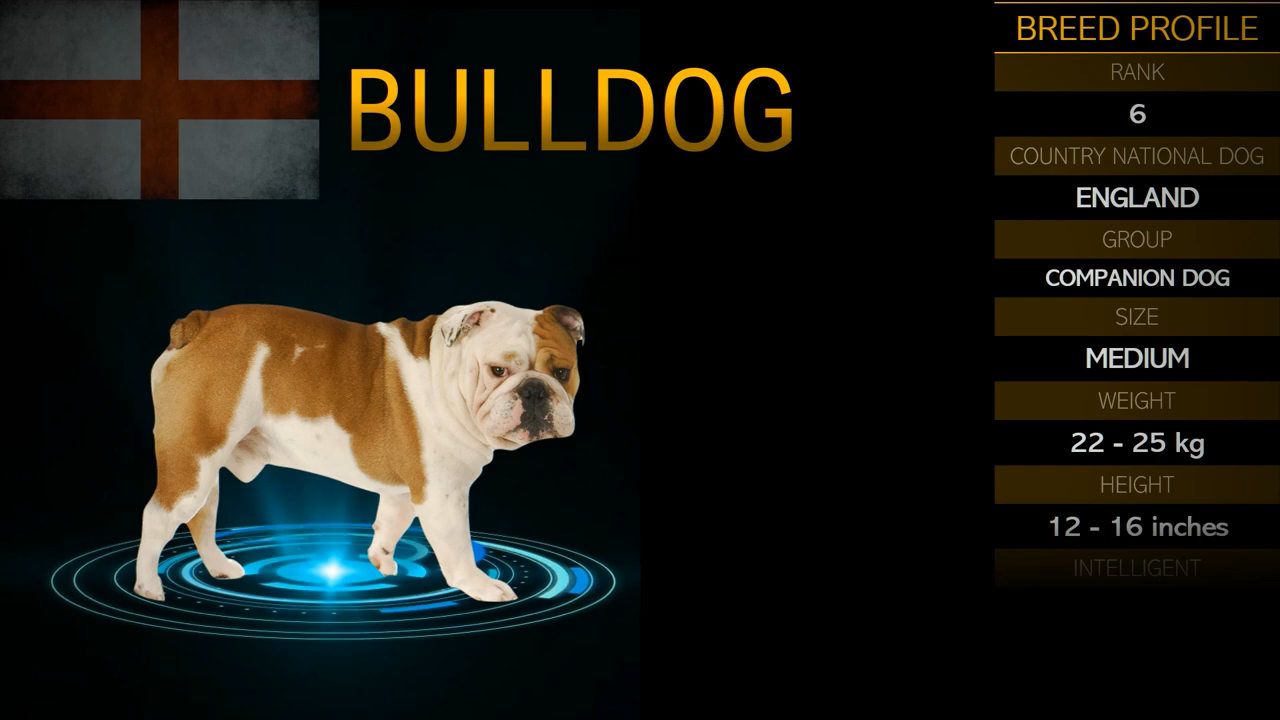 BULLDOG
BREED PROFILE
RANK
6
COUNTRY NATIONAL DOG
ENGLAND
GROUP
COMPANION DOG
SIZE
MEDIUM
WEIGHT
22 - 25 kg
HEIGHT
12 - 16 inches
INTELLIGENT